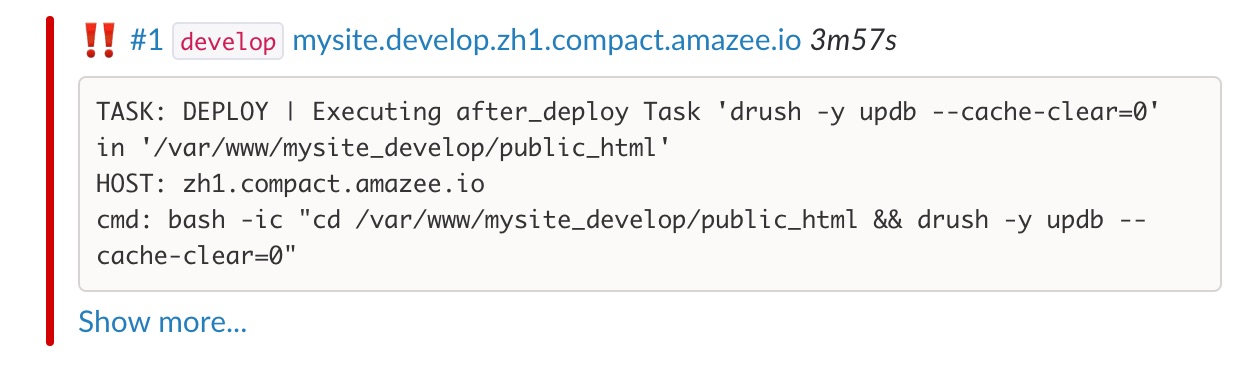 ‼️ #1 develop mysite.develop.zh1.compact.amazee.io 3m57s
TASK: DEPLOY | Executing after_deploy Task 'drush -y updb --cache-clear=0'
in '/var/www/mysite_develop/public_html'
HOST: zh1.compact.amazee.io
cmd: bash -ic "cd /var/www/mysite_develop/public_html && drush -y updb --
cache-clear=0"
Show more...